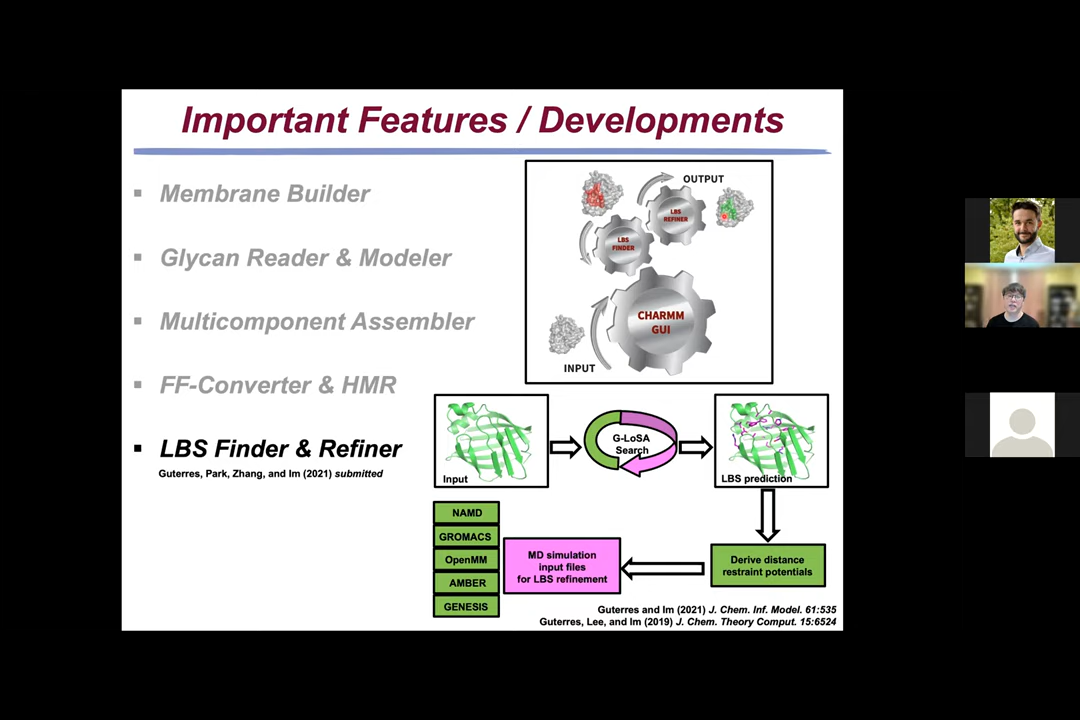 Important Features / Developments
▪ Membrane Builder
▪ Glycan Reader & Modeler
▪ Multicomponent Assembler
▪ FF-Converter & HMR
▪ LBS Finder & Refiner
Guterres, Park, Zhang, and Im (2021) submitted
OUTPUT
LBS
REFINER
LBS
FINDER
CHARMM
GUI
INPUT
Input
G-LoSA
Search
LBS prediction
NAMD
GROMACS
OpenMM
AMBER
GENESIS
MD simulation
input files
for LBS refinement
Derive distance
restraint potentials
Guterres and Im (2021) J. Chem. Inf. Model. 61:535
Guterres, Lee, and Im (2019) J. Chem. Theory Comput. 15:6524